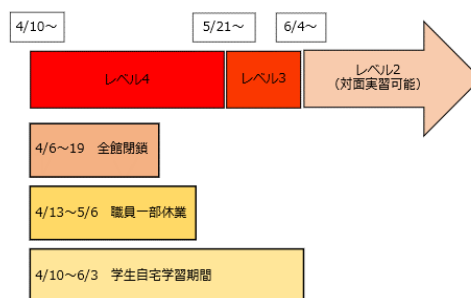 4/10～
5/21～
6/4～
レベル4
レベル3
レベル2
（対面実習可能）
4/6～19　全館閉鎖
4/13～5/6　職員一部休業
4/10～6/3　学生自宅学習期間